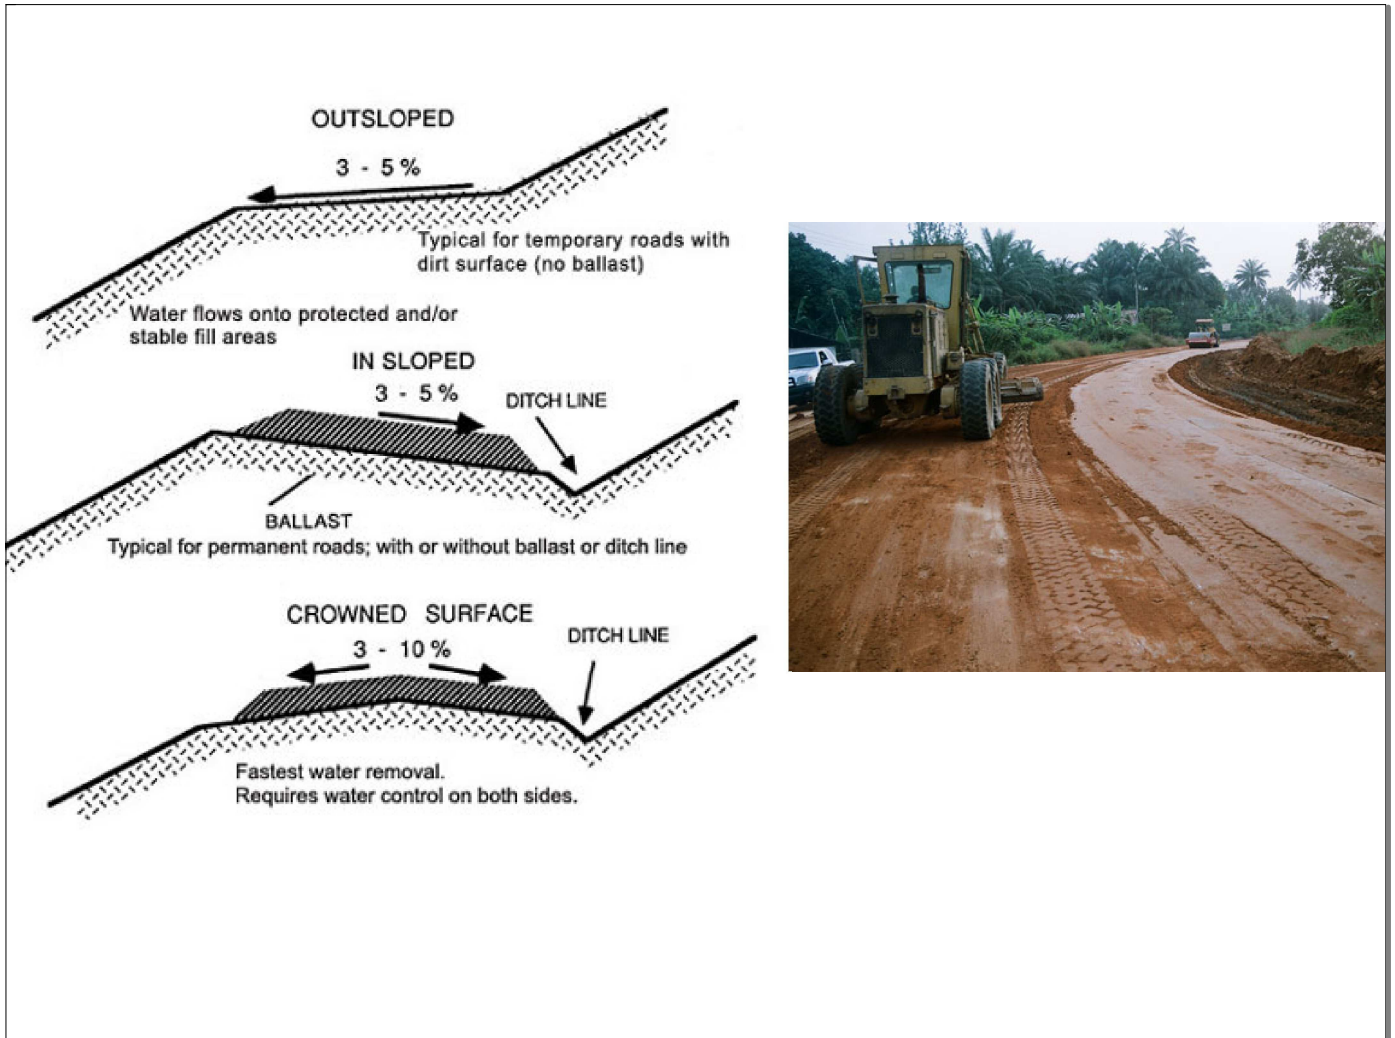 OUTSLOPED
3 - 5 %
Typical for temporary roads with
dirt surface (no ballast)
Water flows onto protected and/or
stable fill areas
IN SLOPED
3 - 5 %
DITCH LINE
BALLAST
Typical for permanent roads; with or without ballast or ditch line
CROWNED SURFACE
3 - 10 %
DITCH LINE
Fastest water removal.
Requires water control on both sides.